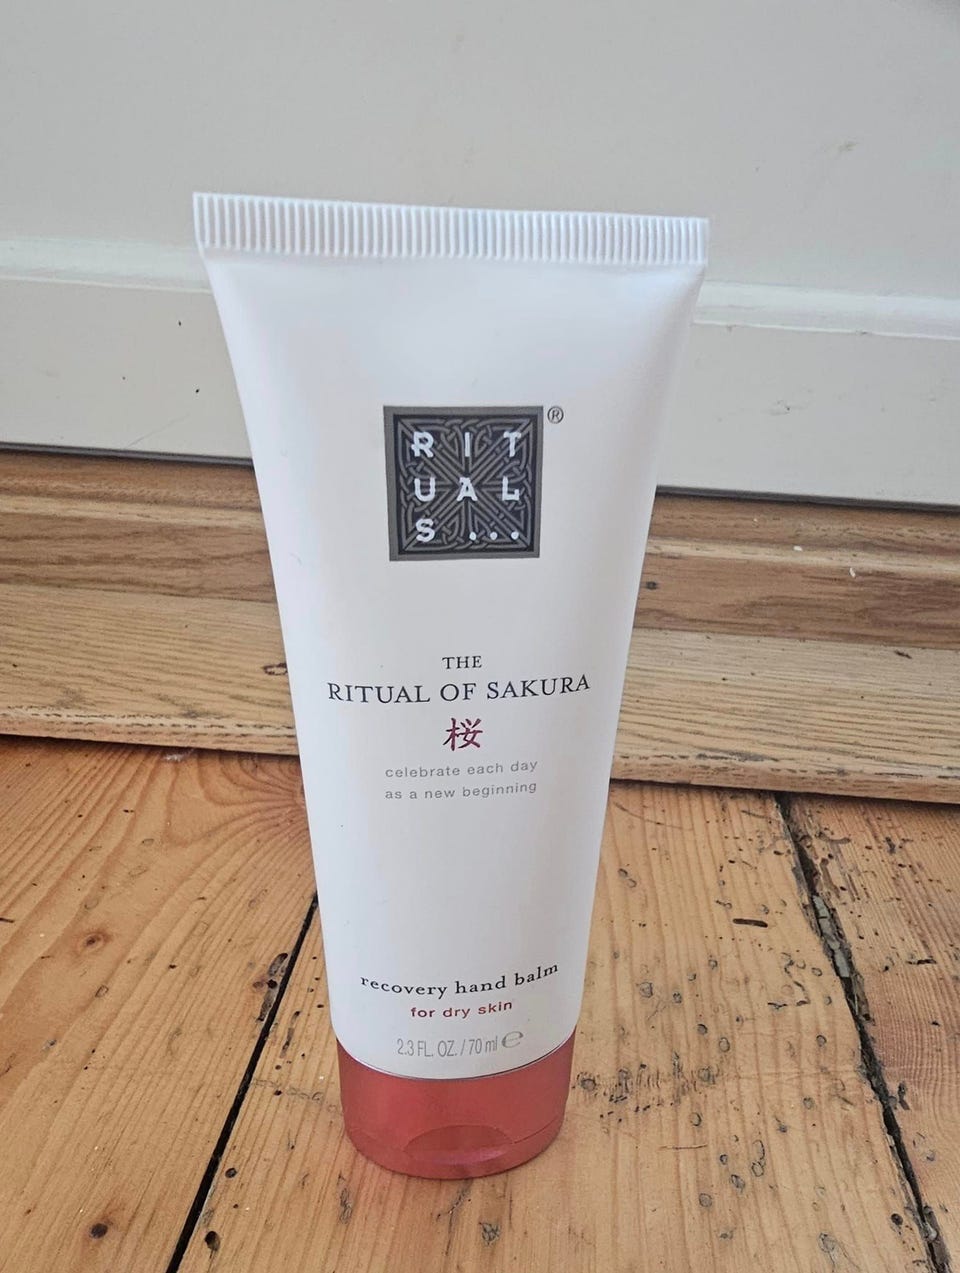 RIT
UAL
S...
®
THE
RITUAL OF SAKURA
桜
celebrate each day
as a new beginning
recovery hand balm
for dry skin
2.3 FL. OZ. / 70 ml ℮